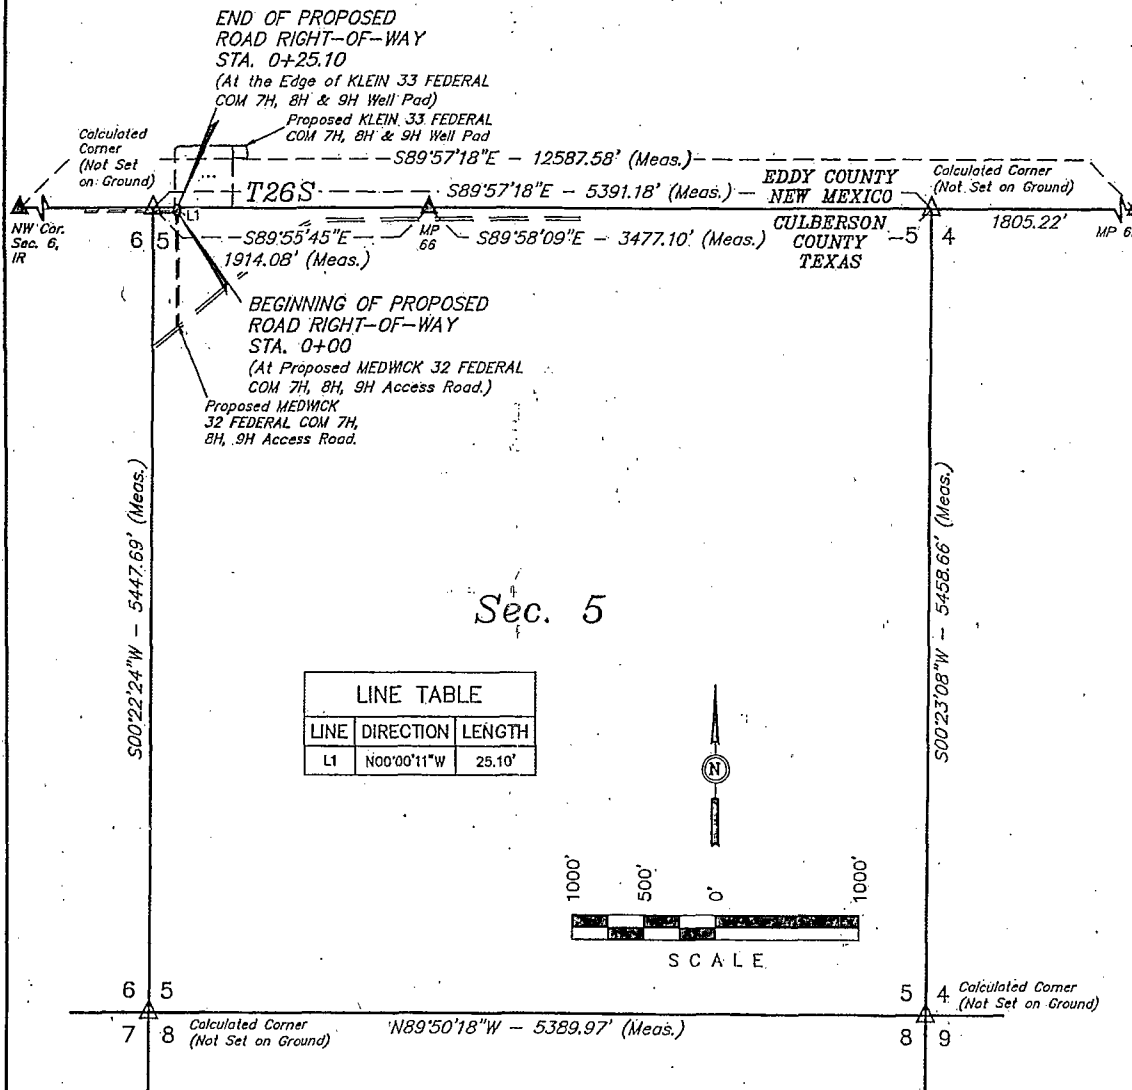 END OF PROPOSED
ROAD RIGHT-OF-WAY
STA. 0+25.10
(At the Edge of KLEIN 33 FEDERAL
COM 7H, 8H & 9H Well Pad)
Proposed KLEIN 33 FEDERAL
COM 7H, 8H & 9H Well Pad
Calculated
Corner
(Not Set
on Ground)
S89°57'18"E - 12587.58' (Meas.)
T26S
S89°57'18"E - 5391.18' (Meas.)
EDDY COUNTY
NEW MEXICO
Calculated Corner
(Not Set on Ground)
NW Cor.
Sec. 6,
IR
6 5
L1
S89°55'45"E
1914.08' (Meas.)
MP
66
S89°58'09"E - 3477.10' (Meas.)
CULBERSON
COUNTY
TEXAS
5 4
1805.22'
MP
BEGINNING OF PROPOSED
ROAD RIGHT-OF-WAY
STA. 0+00
(At Proposed MEDWICK 32 FEDERAL
COM 7H, 8H, 9H Access Road.)
Proposed MEDWICK
32 FEDERAL COM 7H,
8H, 9H Access Road.
S00°22'24"W - 5447.69' (Meas.)
S00°23'08"W - 5458.66' (Meas.)
Sec. 5
LINE TABLE
LINE DIRECTION LENGTH
L1 N00°00'11"W 25.10'
N
1000' 500' 0' 1000'
SCALE
6 5
7 8
Calculated Corner
(Not Set on Ground)
N89°50'18"W - 5389.97' (Meas.)
5 4
8 9
Calculated Corner
(Not Set on Ground)